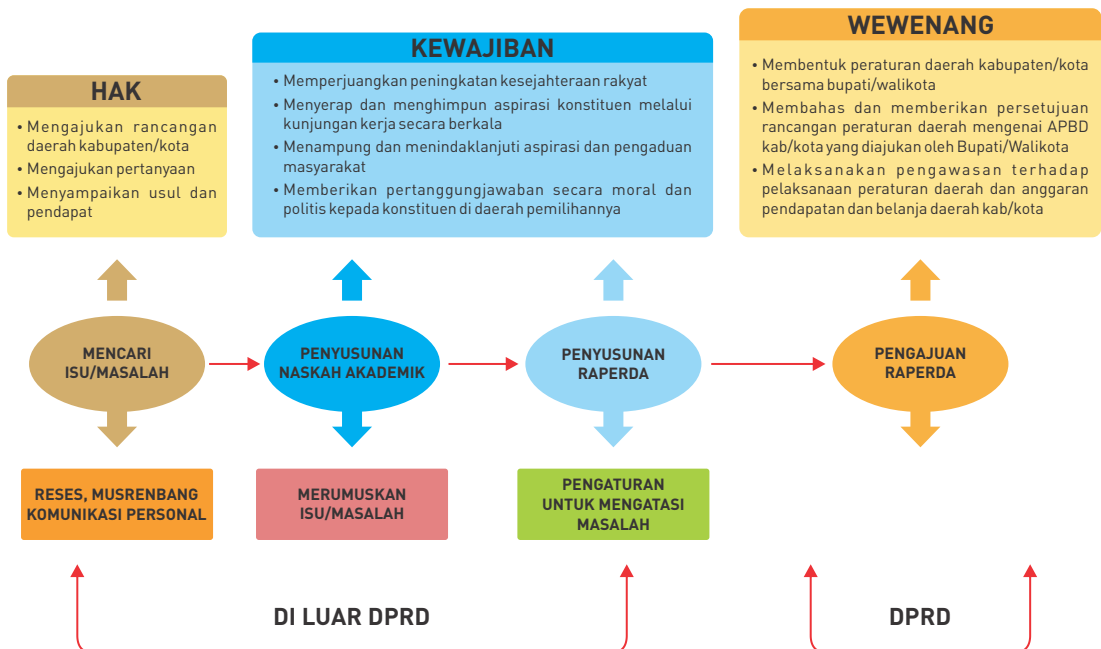 HAK
• Mengajukan rancangan
daerah kabupaten/kota
• Mengajukan pertanyaan
• Menyampaikan usul dan
pendapat
KEWAJIBAN
• Memperjuangkan peningkatan kesejahteraan rakyat
• Menyerap dan menghimpun aspirasi konstituen melalui
kunjungan kerja secara berkala
• Menampung dan menindaklanjuti aspirasi dan pengaduan
masyarakat
• Memberikan pertanggungjawaban secara moral dan
politis kepada konstituen di daerah pemilihannya
WEWENANG
• Membentuk peraturan daerah kabupaten/kota
bersama bupati/walikota
• Membahas dan memberikan persetujuan
rancangan peraturan daerah mengenai APBD
kab/kota yang diajukan oleh Bupati/Walikota
• Melaksanakan pengawasan terhadap
pelaksanaan peraturan daerah dan anggaran
pendapatan dan belanja daerah kab/kota
MENCARI
ISU/MASALAH
PENYUSUNAN
NASKAH AKADEMIK
PENYUSUNAN
RAPERDA
PENGAJUAN
RAPERDA
RESES, MUSRENBANG
KOMUNIKASI PERSONAL
MERUMUSKAN
ISU/MASALAH
PENGATURAN
UNTUK MENGATASI
MASALAH
DI LUAR DPRD
DPRD